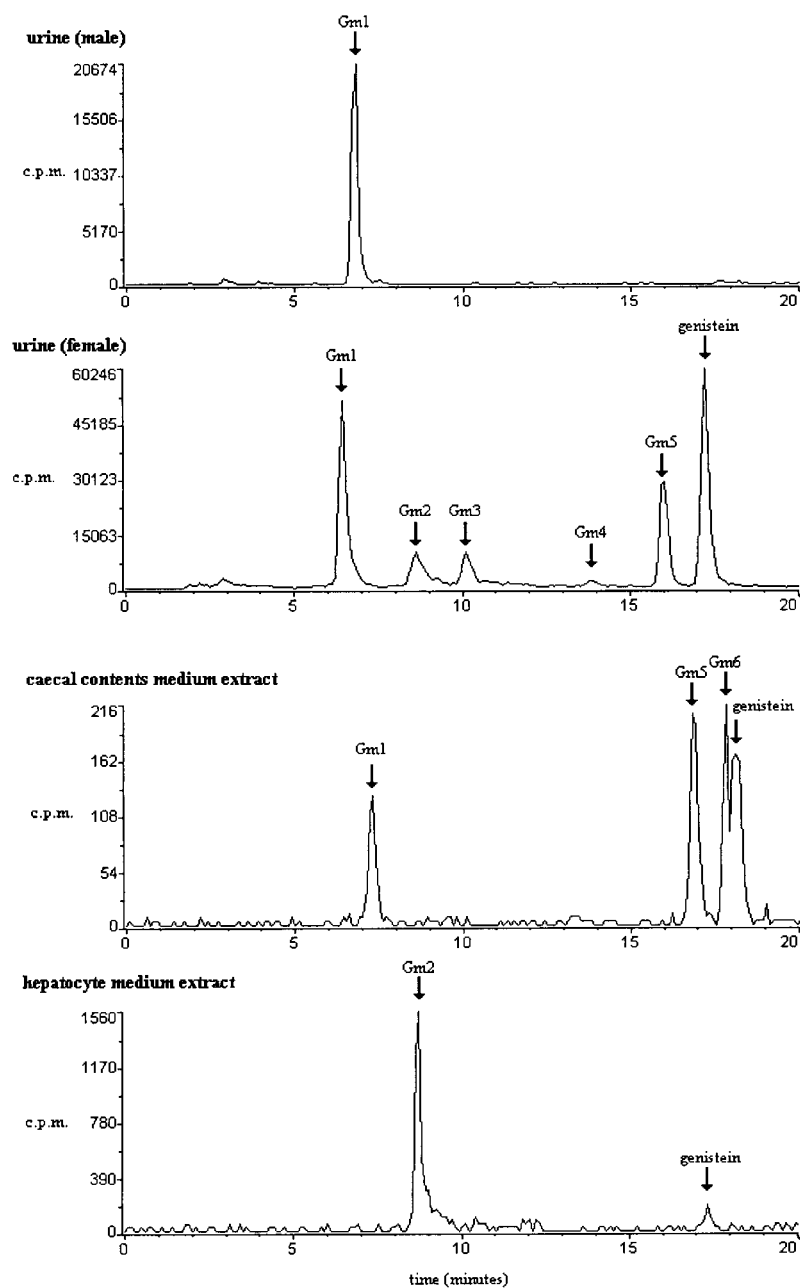 Gm1
urine (male)
20674
15506
c.p.m. 10337
5170
0
0 5 10 15 20
genistein
urine (female)
Gm1
60246
45185
Gm5
c.p.m. 30123
Gm2 Gm3
15063
Gm4
0
0 5 10 15 20
Gm5 Gm6
caecal contents medium extract
genistein
216
Gm1
162
c.p.m. 108
54
0
0 5 10 15 20
Gm2
hepatocyte medium extract
1560
1170
c.p.m. 780
genistein
390
0
0 5 10 15 20
time (minutes)